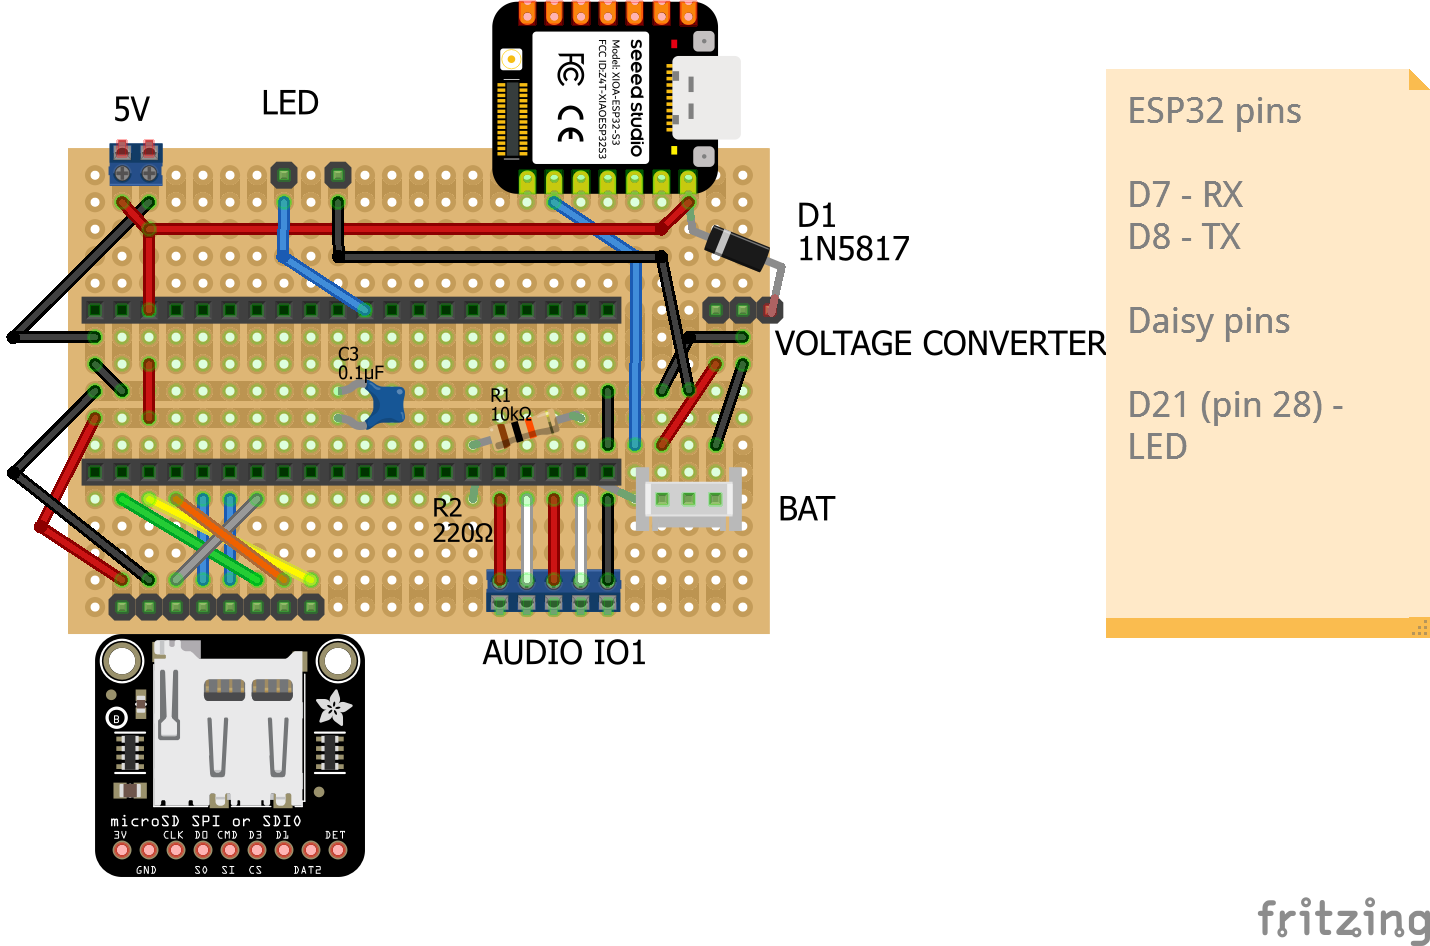 5V
LED
seeed studio
Model: XIOA-ESP32-S3
FCC ID:Z4T-XIAOESP32S3
FC CE
D1
1N5817
VOLTAGE CONVERTER
C3
0.1µF
R1
10kΩ
R2
220Ω
BAT
AUDIO IO1
B
microSD SPI or SDIO
3V CLK D0 CMD D3 D1 DET
GND SO SI CS DAT2
ESP32 pins
D7 - RX
D8 - TX
Daisy pins
D21 (pin 28) -
LED
fritzing